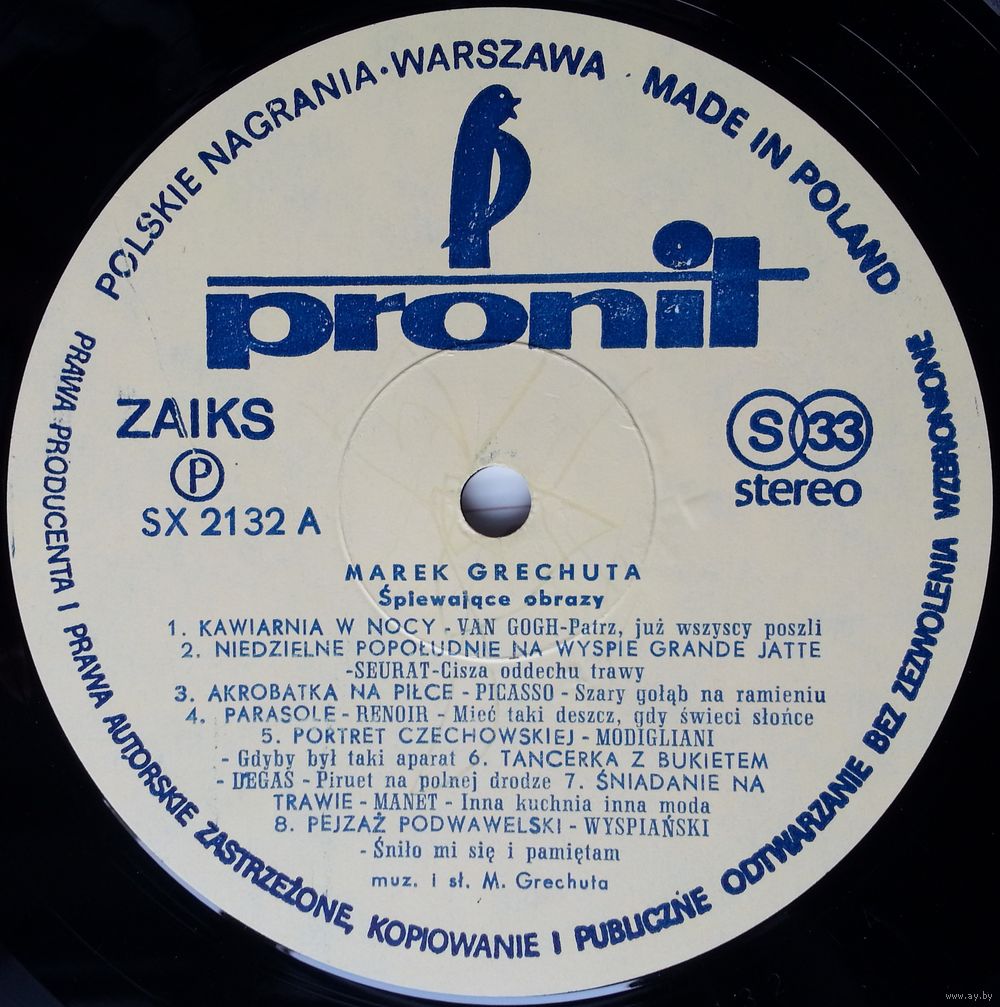 POLSKIE NAGRANIA·WARSZAWA · MADE IN POLAND
pronit
ZAIKS
P
SX 2132 A
S 33
stereo
MAREK GRECHUTA
Śpiewające obrazy
1. KAWIARNIA W NOCY - VAN GOGH-Patrz, już wszyscy poszli
2. NIEDZIELNE POPOŁUDNIE NA WYSPIE GRANDE JATTE
-SEURAT-Cisza oddechu trawy
3. AKROBATKA NA PIŁCE - PICASSO - Szary gołąb na ramieniu
4. PARASOLE - RENOIR - Mieć taki deszcz, gdy świeci słońce
5. PORTRET CZECHOWSKIEJ - MODIGLIANI
- Gdyby był taki aparat 6. TANCERKA Z BUKIETEM
- DEGAS - Piruet na polnej drodze 7. ŚNIADANIE NA
TRAWIE - MANET - Inna kuchnia inna moda
8. PEJZAŻ PODWAWELSKI - WYSPIAŃSKI
- Śniło mi się i pamiętam
muz. i sł. M. Grechuta
PRAWA PRODUCENTA I PRAWA AUTORSKIE ZASTRZEŻONE, KOPIOWANIE I PUBLICZNE ODTWARZANIE BEZ ZEZWOLENIA WZBRONIONE
www.ay.by